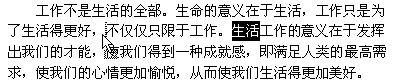 工作不是生活的全部。生命的意义在于生活，工作只是为
了生活得更好，不仅仅只限于工作。生活工作的意义在于发挥
出我们的才能，使我们得到一种成就感，即满足人类的最高需
求，使我们的心情更加愉悦，从而使我们生活得更加美好。